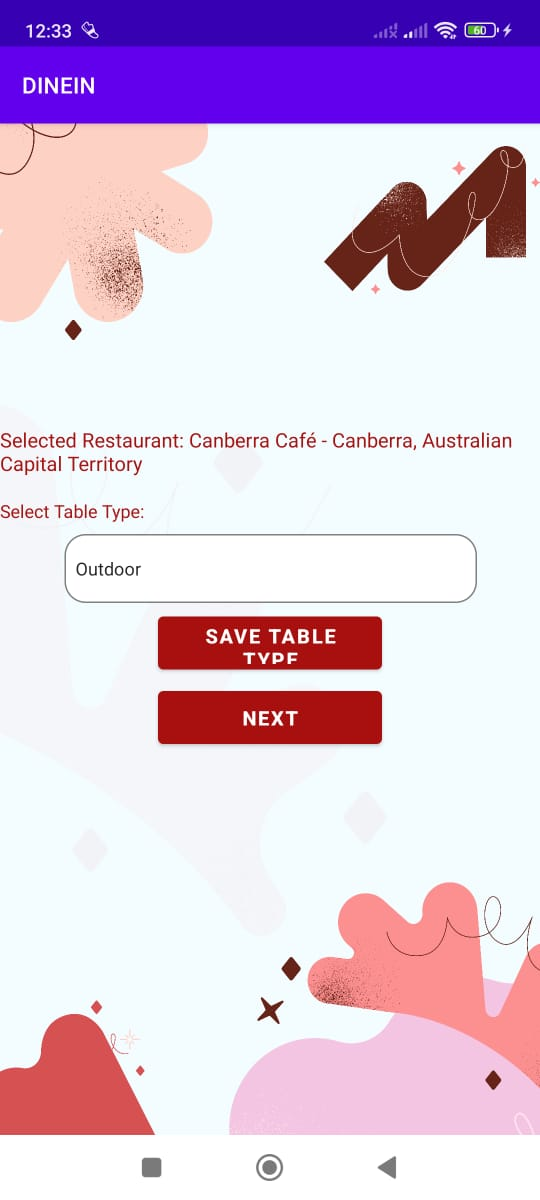 12:33
60
DINEIN
Selected Restaurant: Canberra Café - Canberra, Australian
Capital Territory
Select Table Type:
Outdoor
SAVE TABLE
TYPE
NEXT